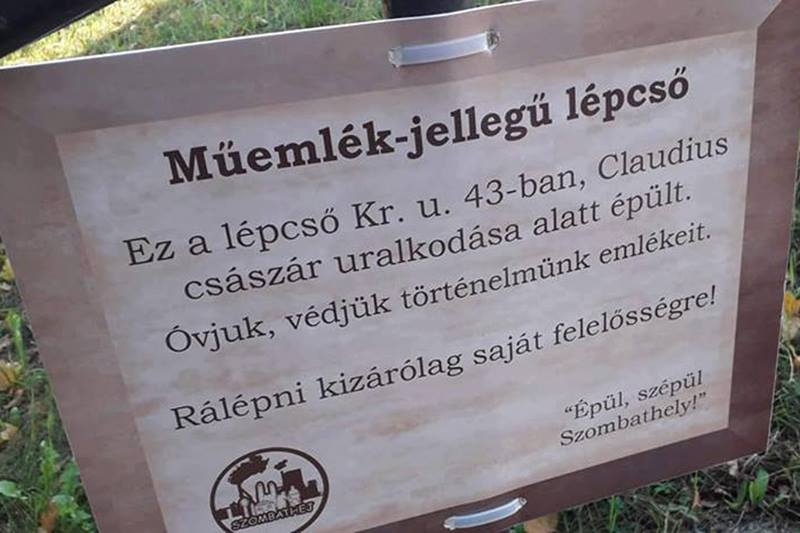 Műemlék-jellegű lépcső
Ez a lépcső Kr. u. 43-ban, Claudius
császár uralkodása alatt épült.
Óvjuk, védjük történelmünk emlékeit.
Rálépni kizárólag saját felelősségre!
“Épül, szépül
Szombathely!”
SZOMBATHEJ